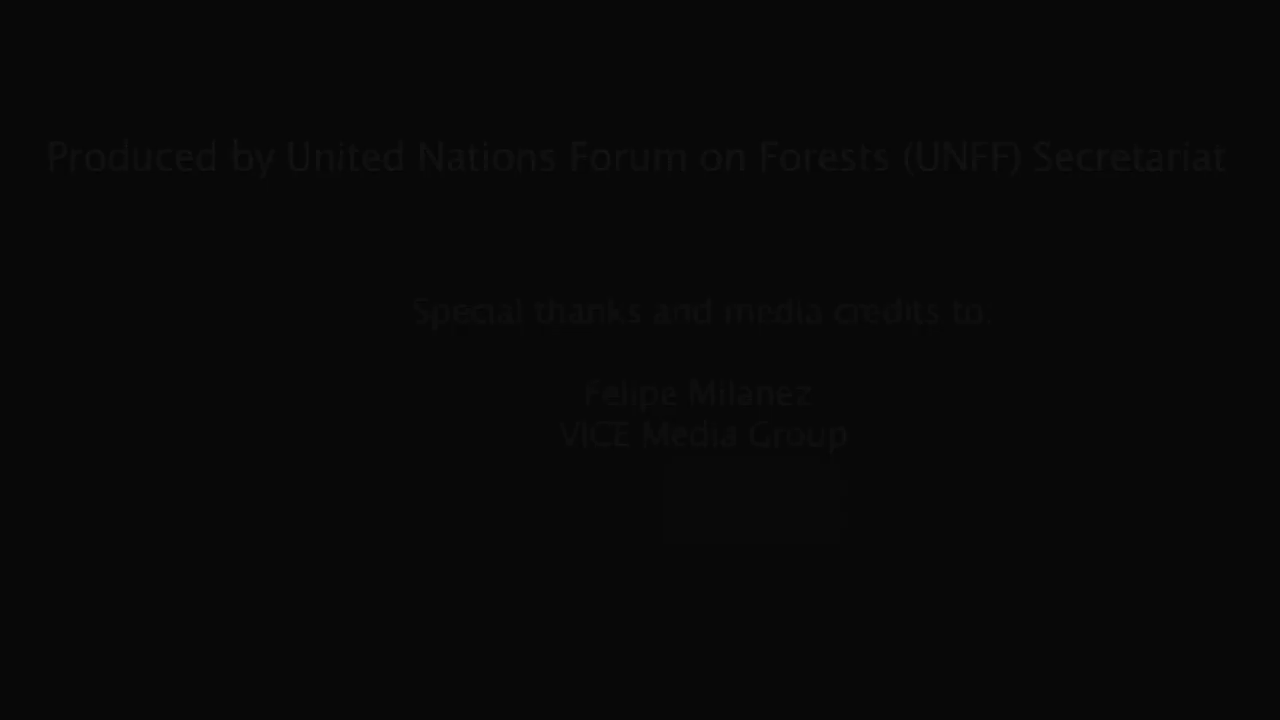 Produced by United Nations Forum on Forests (UNFF) Secretariat
Special thanks and media credits to:
Felipe Milanez
VICE Media Group